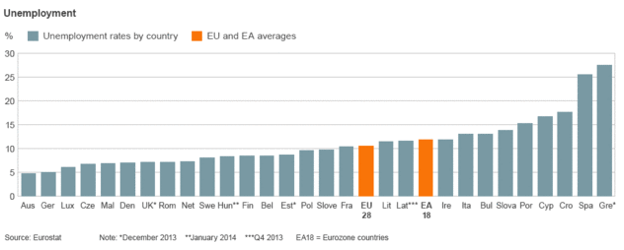 Unemployment
% Unemployment rates by country EU and EA averages
30
25
20
15
10
5
0
Aus Ger Lux Cze Mal Den UK* Rom Net Swe Hun** Fin Bel Est* Pol Slove Fra EU Lit Lat*** EA Ire Ita Bul Slova Por Cyp Cro Spa Gre*
28 18
Source: Eurostat Note: *December 2013 **January 2014 ***Q4 2013 EA18 = Eurozone countries